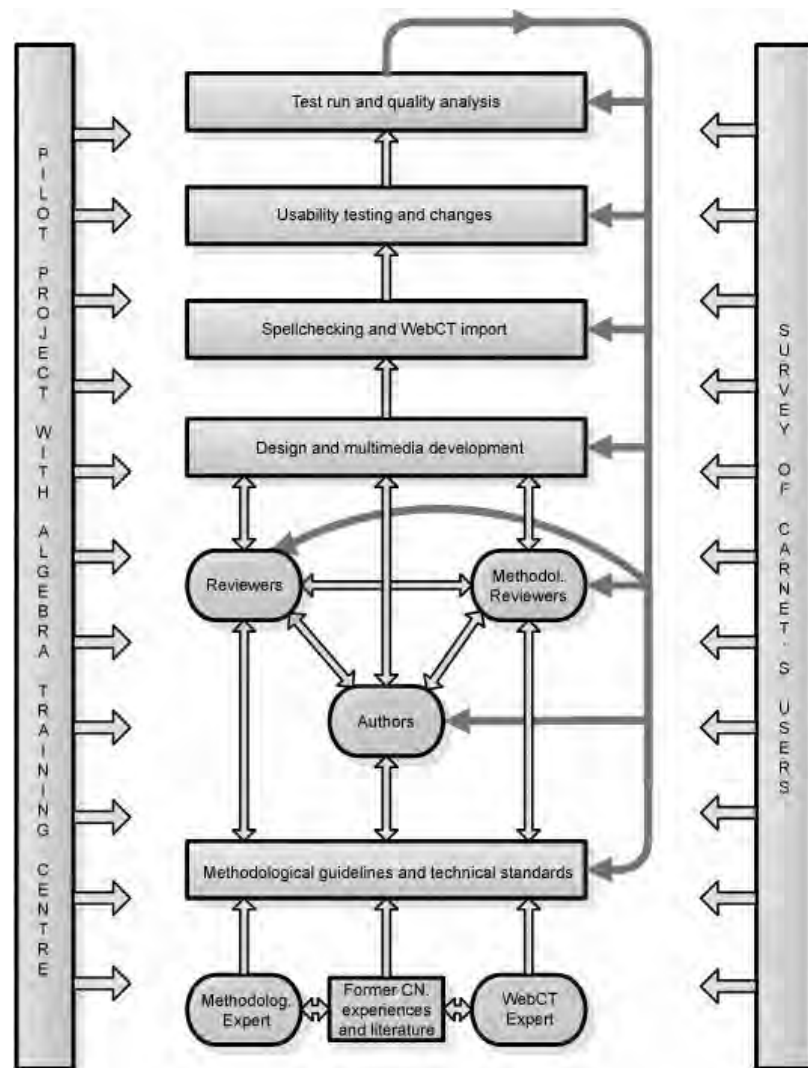 Test run and quality analysis
Usability testing and changes
Spellchecking and WebCT import
Design and multimedia development
Reviewers
Methodol.
Reviewers
Authors
Methodological guidelines and technical standards
Methodolog.
Expert
Former CN.
experiences
and literature
WebCT
Expert
PILOT PROJECT WITH ALGEBRA TRAINING CENTRE
SURVEY OF CARNET'S USERS